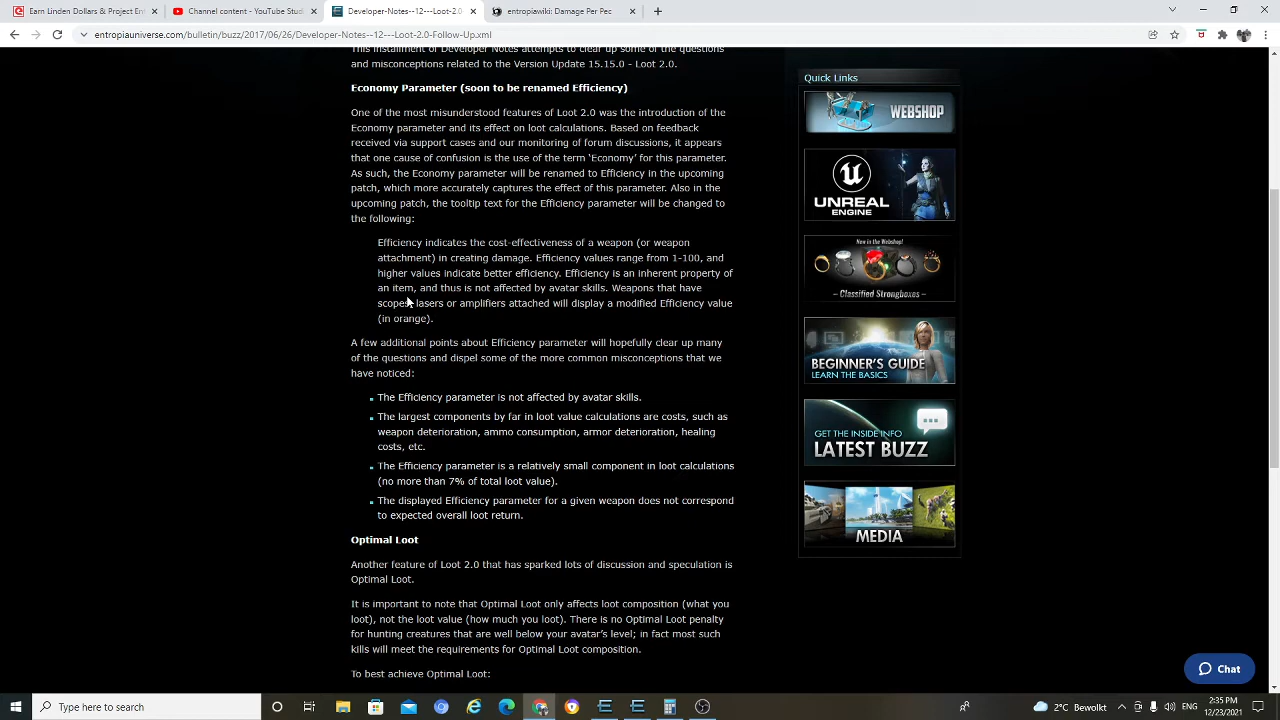 Earn Linden Dollars & Project Ent
Channel content - YouTube Stud
Developer-Notes--12---Loot-2.0-
entropiawiki: Damage Per Pec
entropiauniverse.com/bulletin/buzz/2017/06/26/Developer-Notes--12---Loot-2.0-Follow-Up.xml
This installment of Developer Notes attempts to clear up some of the questions
and misconceptions related to the Version Update 15.15.0 - Loot 2.0.
Economy Parameter (soon to be renamed Efficiency)
One of the most misunderstood features of Loot 2.0 was the introduction of the
Economy parameter and its effect on loot calculations. Based on feedback
received via support cases and our monitoring of forum discussions, it appears
that one cause of confusion is the use of the term ‘Economy’ for this parameter.
As such, the Economy parameter will be renamed to Efficiency in the upcoming
patch, which more accurately captures the effect of this parameter. Also in the
upcoming patch, the tooltip text for the Efficiency parameter will be changed to
the following:
Efficiency indicates the cost-effectiveness of a weapon (or weapon
attachment) in creating damage. Efficiency values range from 1-100, and
higher values indicate better efficiency. Efficiency is an inherent property of
an item, and thus is not affected by avatar skills. Weapons that have
scopes, lasers or amplifiers attached will display a modified Efficiency value
(in orange).
A few additional points about Efficiency parameter will hopefully clear up many
of the questions and dispel some of the more common misconceptions that we
have noticed:
The Efficiency parameter is not affected by avatar skills.
The largest components by far in loot value calculations are costs, such as
weapon deterioration, ammo consumption, armor deterioration, healing
costs, etc.
The Efficiency parameter is a relatively small component in loot calculations
(no more than 7% of total loot value).
The displayed Efficiency parameter for a given weapon does not correspond
to expected overall loot return.
Optimal Loot
Another feature of Loot 2.0 that has sparked lots of discussion and speculation is
Optimal Loot.
It is important to note that Optimal Loot only affects loot composition (what you
loot), not the loot value (how much you loot). There is no Optimal Loot penalty
for hunting creatures that are well below your avatar’s level; in fact most such
kills will meet the requirements for Optimal Loot composition.
To best achieve Optimal Loot:
Quick Links
WEBSHOP
UNREAL
ENGINE
New in the Webshop!
– Classified Strongboxes –
BEGINNER'S GUIDE
LEARN THE BASICS
GET THE INSIDE INFO
LATEST BUZZ
MEDIA
Chat
Type here to search
2°C Bewolkt
2:35 PM
12/23/2021